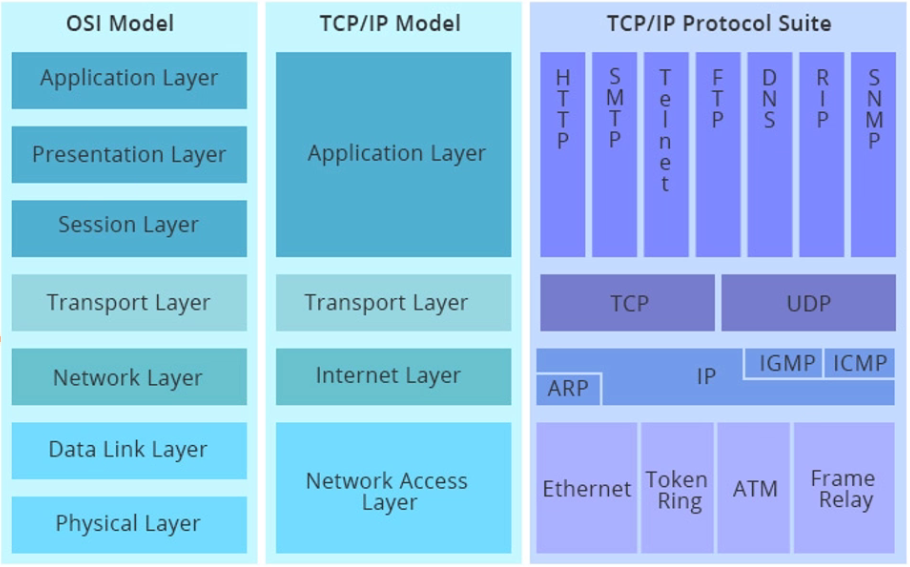 OSI Model
Application Layer
Presentation Layer
Session Layer
Transport Layer
Network Layer
Data Link Layer
Physical Layer
TCP/IP Model
Application Layer
Transport Layer
Internet Layer
Network Access
Layer
TCP/IP Protocol Suite
HTTP
SMTP
Telnet
FTP
DNS
RIP
SNMP
TCP
UDP
ARP
IP
IGMP
ICMP
Ethernet
Token
Ring
ATM
Frame
Relay